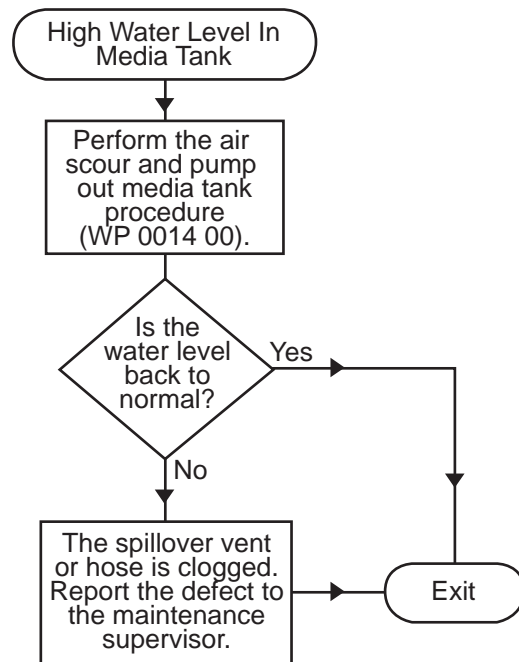 High Water Level In
Media Tank
Perform the air
scour and pump
out media tank
procedure
(WP 0014 00).
Is the
water level
back to
normal?
Yes
No
The spillover vent
or hose is clogged.
Report the defect to
the maintenance
supervisor.
Exit